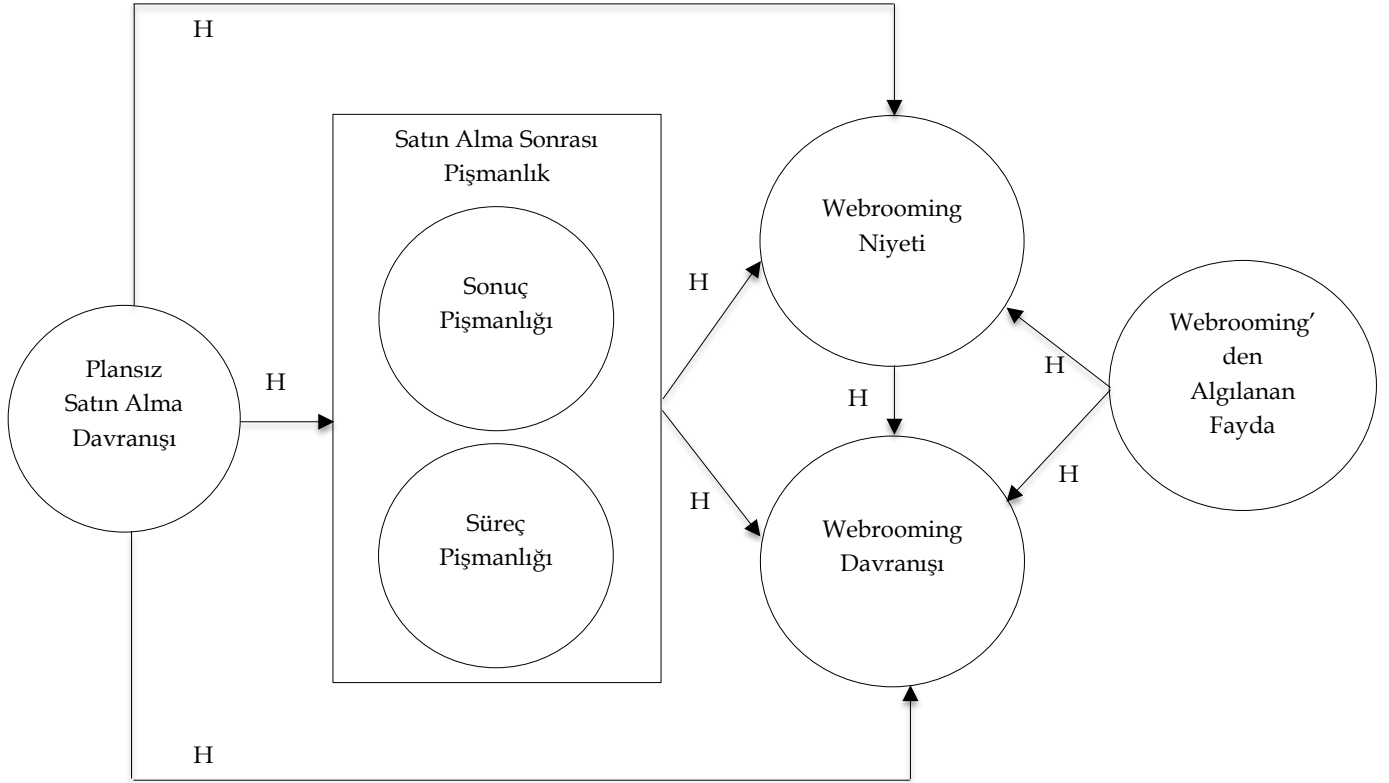 H
Satın Alma Sonrası
Pişmanlık
Webrooming
Niyeti
Sonuç
Pişmanlığı
H
Webrooming’
den
Algılanan
Fayda
Plansız
Satın Alma
Davranışı
H
H
H
H
H
Süreç
Pişmanlığı
Webrooming
Davranışı
H